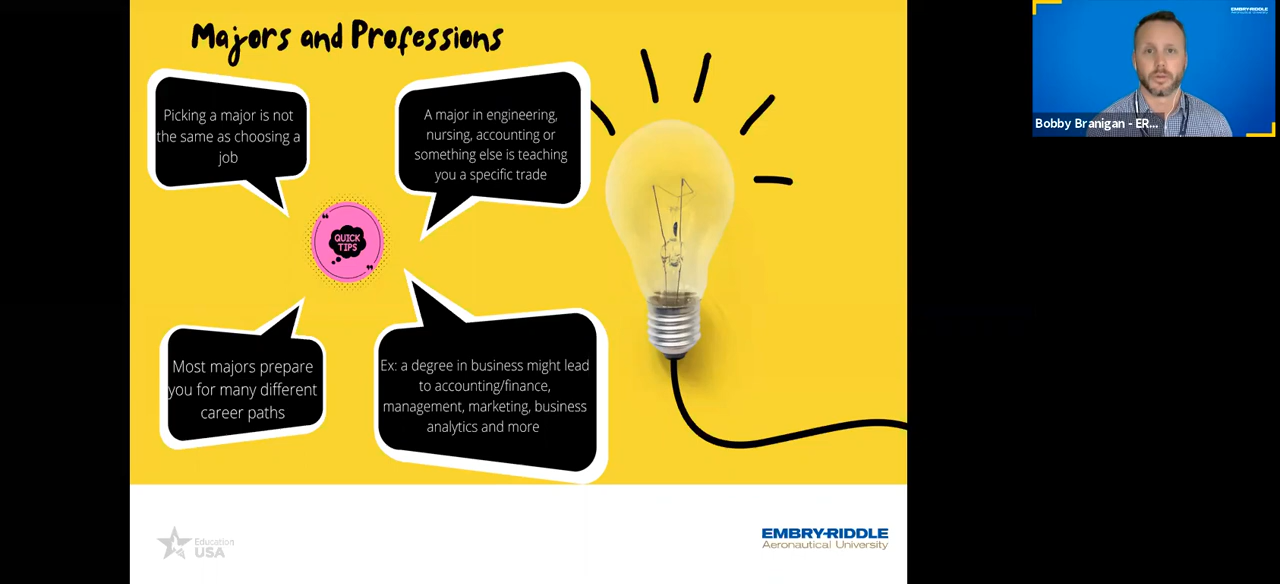 Majors and Professions
Picking a major is not
the same as choosing a
job
A major in engineering,
nursing, accounting or
something else is teaching
you a specific trade
QUICK
TIPS
Most majors prepare
you for many different
career paths
Ex: a degree in business might lead
to accounting/finance,
management, marketing, business
analytics and more
Education
USA
EMBRY-RIDDLE
Aeronautical University
EMBRY-RIDDLE
Bobby Branigan - ER...